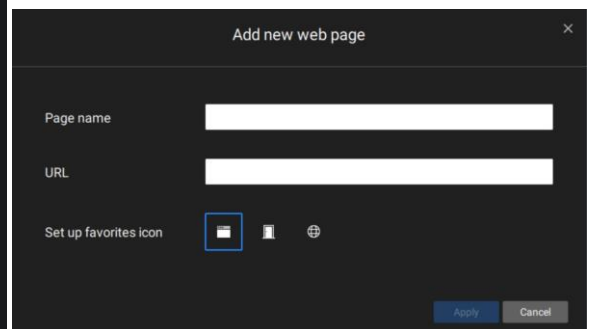 Add new web page
Page name
URL
Set up favorites icon
Apply Cancel